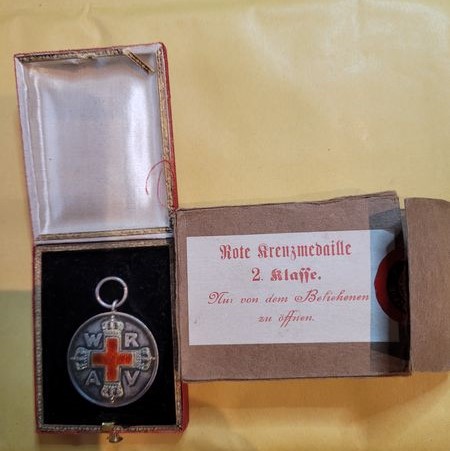 W R
A V
Rote Kreuzmedaille
2. Klasse.
Nur von dem Beliehenen
zu öffnen.